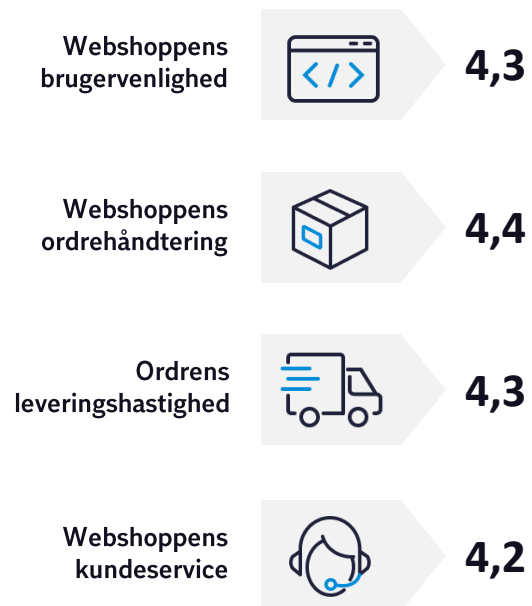 Webshoppens
brugervenlighed
4,3
Webshoppens
ordrehåndtering
4,4
Ordrens
leveringshastighed
4,3
Webshoppens
kundeservice
4,2